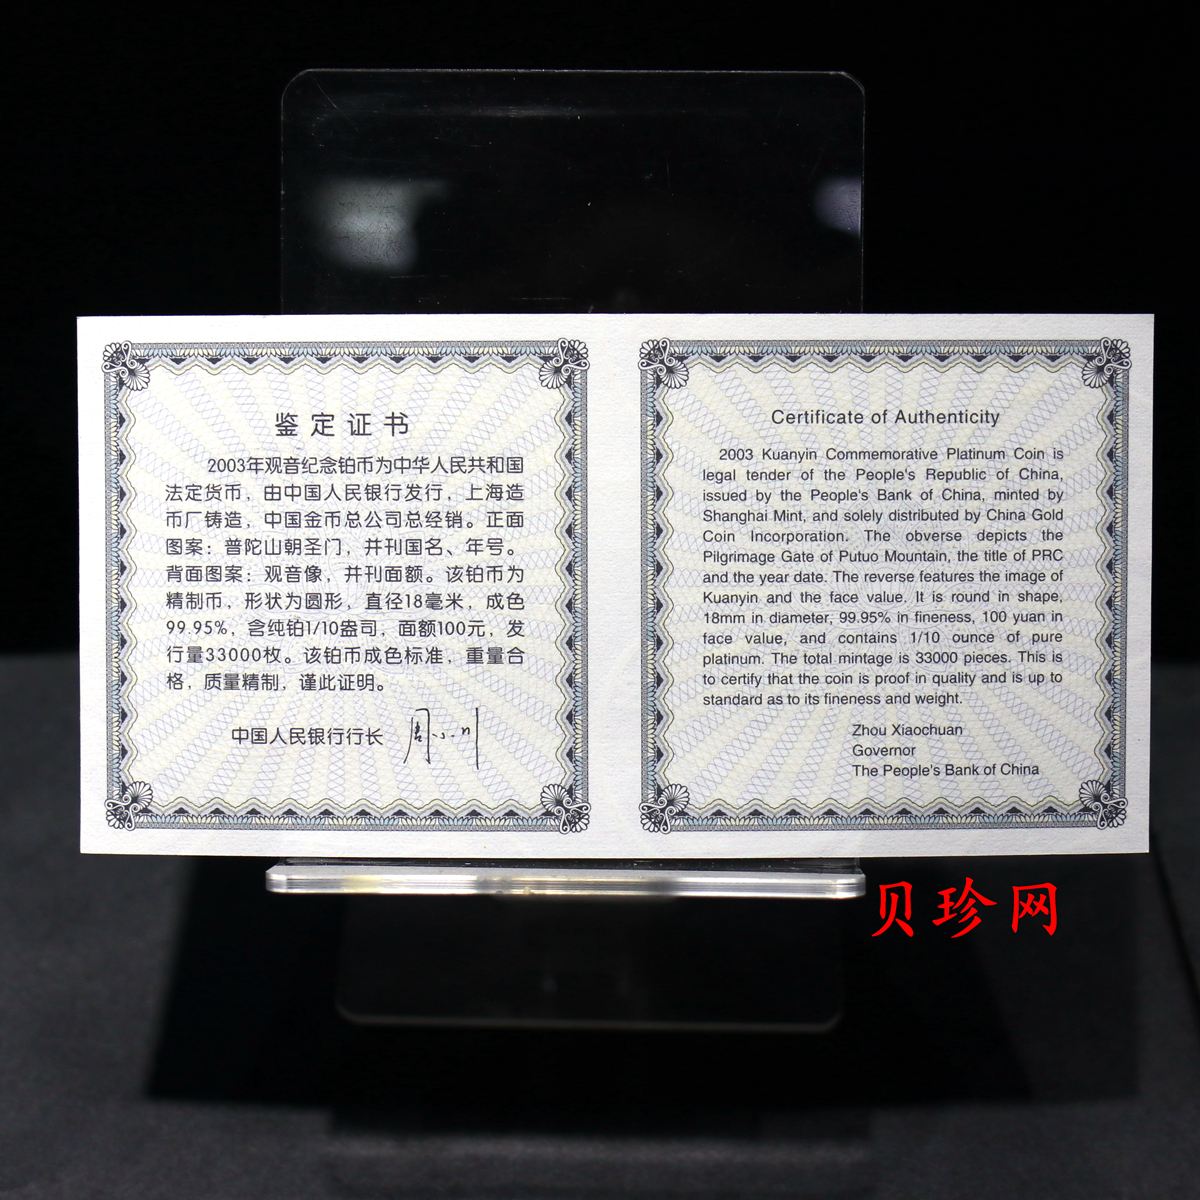 鉴定证书
2003年观音纪念铂币为中华人民共和国
法定货币，由中国人民银行发行，上海造
币厂铸造，中国金币总公司总经销。正面
图案：普陀山朝圣门，并刊国名、年号。
背面图案：观音像，并刊面额。该铂币为
精制币，形状为圆形，直径18毫米，成色
99.95%，含纯铂1/10盎司，面额100元，发
行量33000枚。该铂币成色标准，重量合
格，质量精制，谨此证明。
中国人民银行行长 周小川
Certificate of Authenticity
2003 Kuanyin Commemorative Platinum Coin is
legal tender of the People's Republic of China,
issued by the People's Bank of China, minted by
Shanghai Mint, and solely distributed by China Gold
Coin Incorporation. The obverse depicts the
Pilgrimage Gate of Putuo Mountain, the title of PRC
and the year date. The reverse features the image of
Kuanyin and the face value. It is round in shape,
18mm in diameter, 99.95% in fineness, 100 yuan in
face value, and contains 1/10 ounce of pure
platinum. The total mintage is 33000 pieces. This is
to certify that the coin is proof in quality and is up to
standard as to its fineness and weight.
Zhou Xiaochuan
Governor
The People's Bank of China
贝珍网